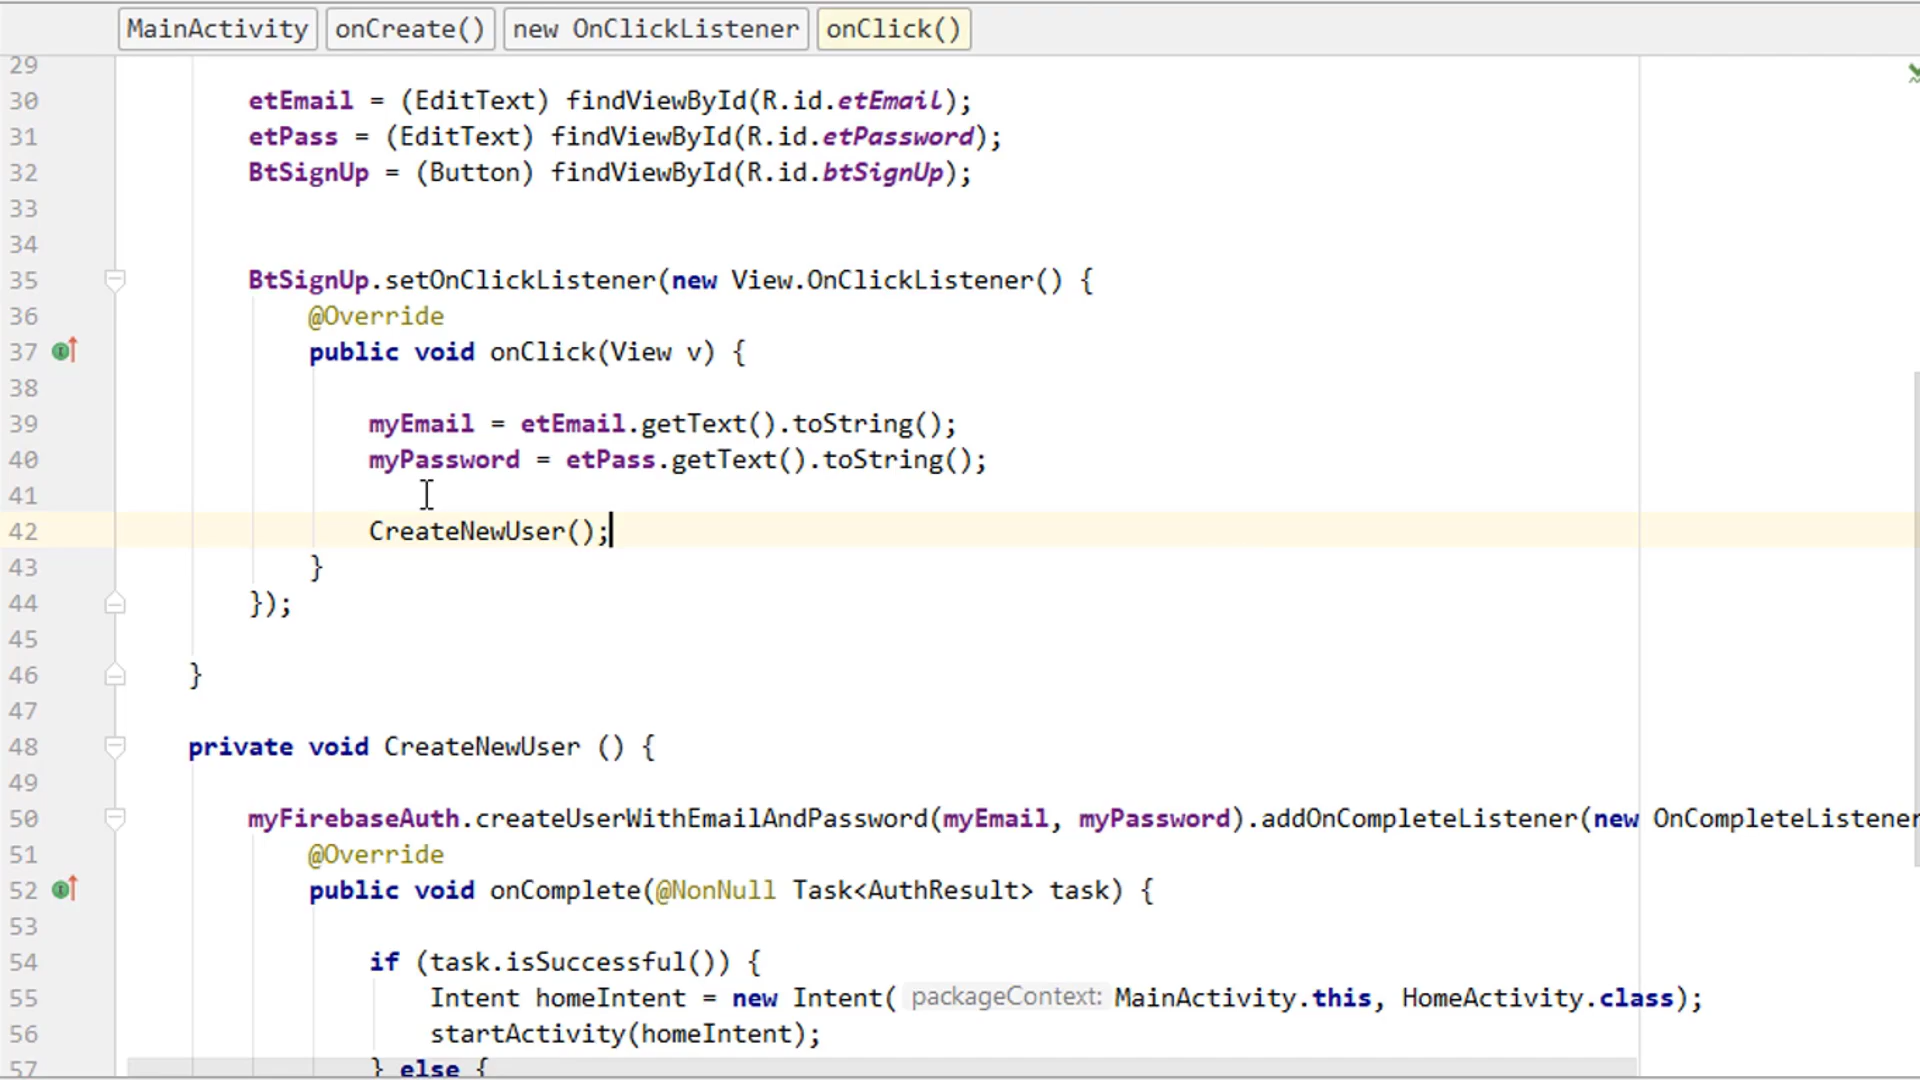 MainActivity onCreate() new OnClickListener onClick()
29
30 etEmail = (EditText) findViewById(R.id.etEmail);
31 etPass = (EditText) findViewById(R.id.etPassword);
32 BtSignUp = (Button) findViewById(R.id.btSignUp);
33
34
35 BtSignUp.setOnClickListener(new View.OnClickListener() {
36 @Override
37 public void onClick(View v) {
38
39 myEmail = etEmail.getText().toString();
40 myPassword = etPass.getText().toString();
41
42 CreateNewUser();
43 }
44 });
45
46 }
47
48 private void CreateNewUser () {
49
50 myFirebaseAuth.createUserWithEmailAndPassword(myEmail, myPassword).addOnCompleteListener(new OnCompleteListener
51 @Override
52 public void onComplete(@NonNull Task<AuthResult> task) {
53
54 if (task.isSuccessful()) {
55 Intent homeIntent = new Intent( packageContext: MainActivity.this, HomeActivity.class);
56 startActivity(homeIntent);
57 } else {